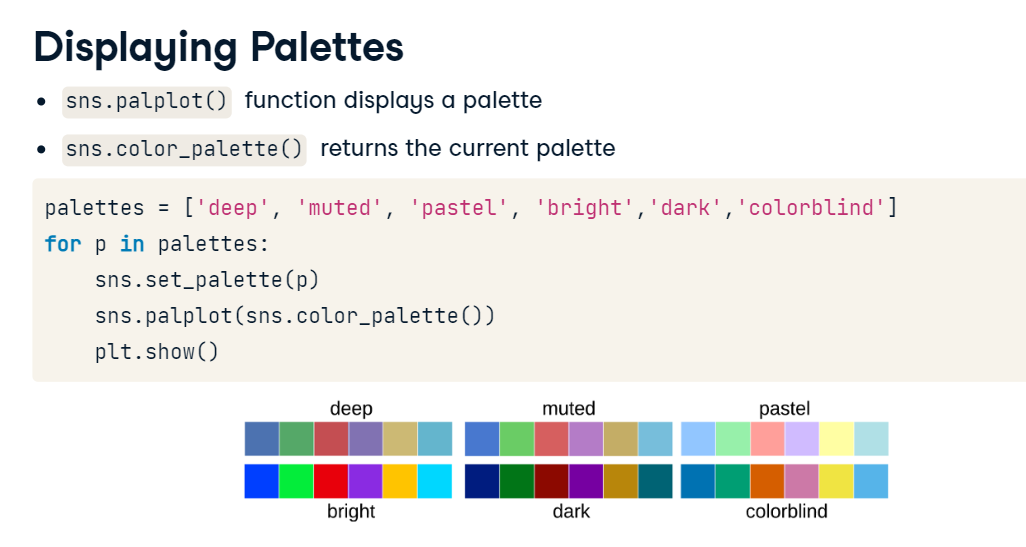 Displaying Palettes
• sns.palplot() function displays a palette
• sns.color_palette() returns the current palette
palettes = ['deep', 'muted', 'pastel', 'bright','dark','colorblind']
for p in palettes:
    sns.set_palette(p)
    sns.palplot(sns.color_palette())
    plt.show()
deep muted pastel
bright dark colorblind